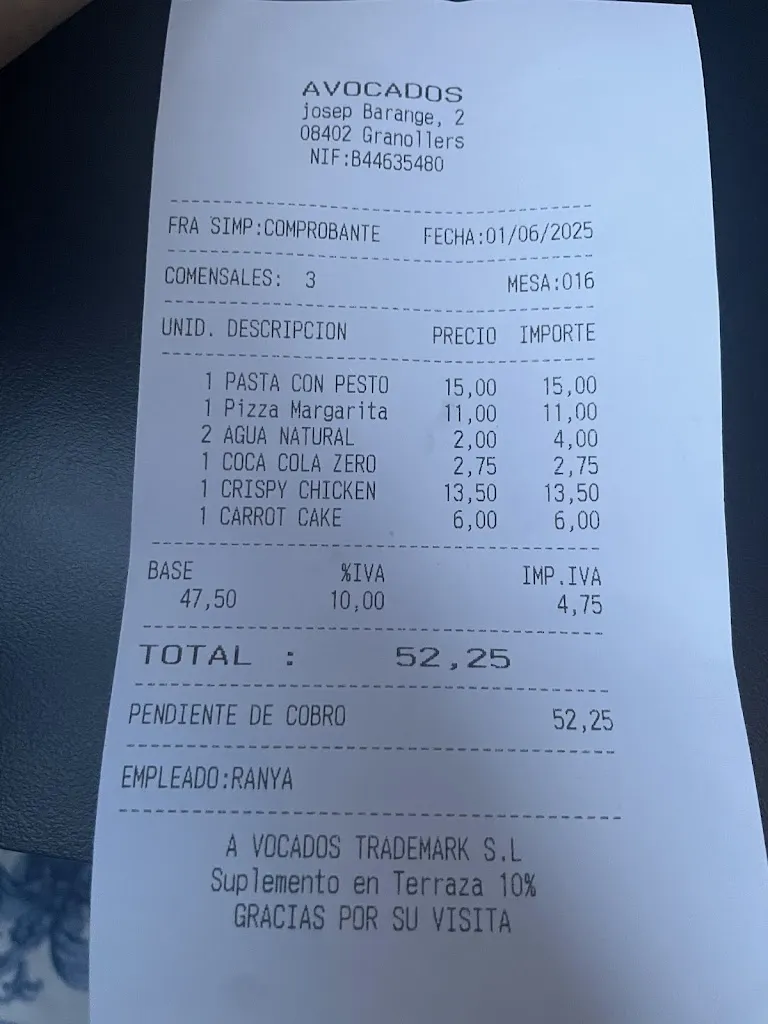 AVOCADOS
josep Barange, 2
08402 Granollers
NIF:B44635480
FRA SIMP:COMPROBANTE FECHA:01/06/2025
COMENSALES: 3 MESA:016
UNID. DESCRIPCION PRECIO IMPORTE
1 PASTA CON PESTO 15,00 15,00
1 Pizza Margarita 11,00 11,00
2 AGUA NATURAL 2,00 4,00
1 COCA COLA ZERO 2,75 2,75
1 CRISPY CHICKEN 13,50 13,50
1 CARROT CAKE 6,00 6,00
BASE %IVA IMP.IVA
47,50 10,00 4,75
TOTAL : 52,25
PENDIENTE DE COBRO 52,25
EMPLEADO:RANYA
A VOCADOS TRADEMARK S.L
Suplemento en Terraza 10%
GRACIAS POR SU VISITA